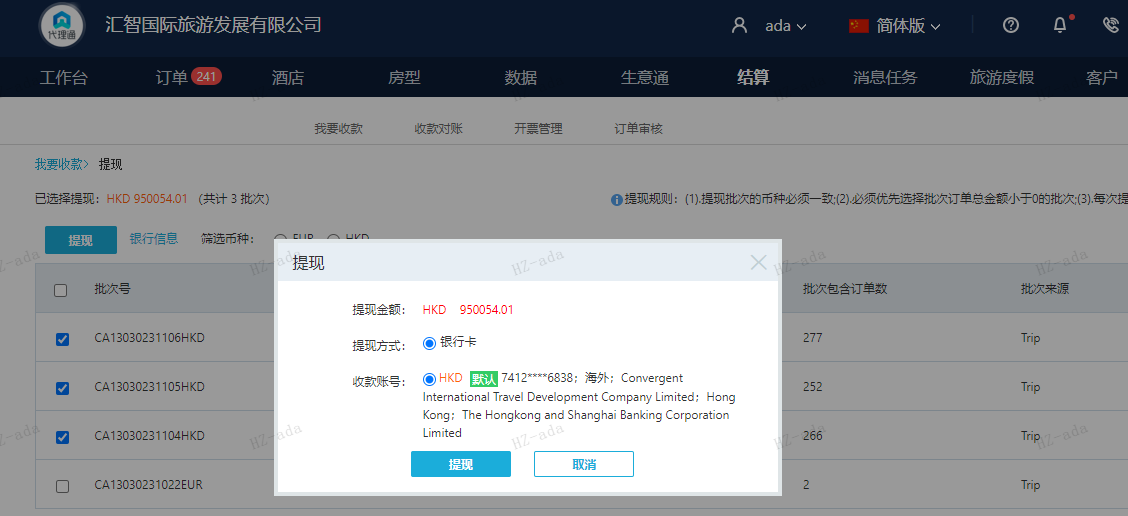 代理通
汇智国际旅游发展有限公司
ada
简体版
工作台 订单 241 酒店 房型 数据 生意通 结算 消息任务 旅游度假 客户
我要收款 收款对账 开票管理 订单审核
我要收款> 提现
已选择提现：HKD 950054.01 （共计 3 批次）
提现规则：(1).提现批次的币种必须一致;(2).必须优先选择批次订单总金额小于0的批次;(3).每次提
提现 银行信息 筛选币种： EUR HKD
批次号 批次包含订单数 批次来源
CA13030231106HKD 277 Trip
CA13030231105HKD 252 Trip
CA13030231104HKD 266 Trip
CA13030231022EUR 2 Trip
提现
提现金额： HKD 950054.01
提现方式： 银行卡
收款账号： HKD 默认 7412****6838；海外；Convergent
International Travel Development Company Limited；Hong
Kong；The Hongkong and Shanghai Banking Corporation
Limited
提现 取消
HZ-ada